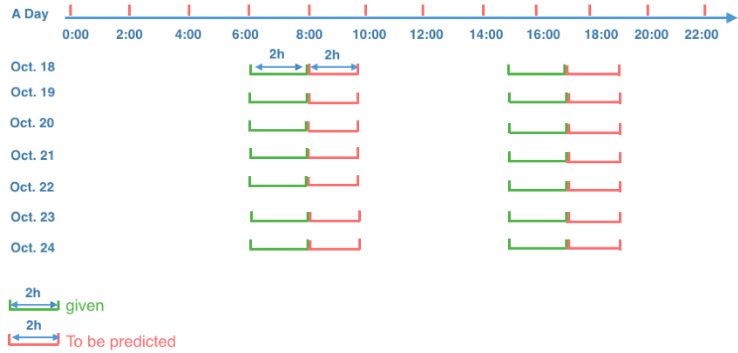 A Day
0:00 2:00 4:00 6:00 8:00 10:00 12:00 14:00 16:00 18:00 20:00 22:00
2h 2h
Oct. 18
Oct. 19
Oct. 20
Oct. 21
Oct. 22
Oct. 23
Oct. 24
2h
given
2h
To be predicted